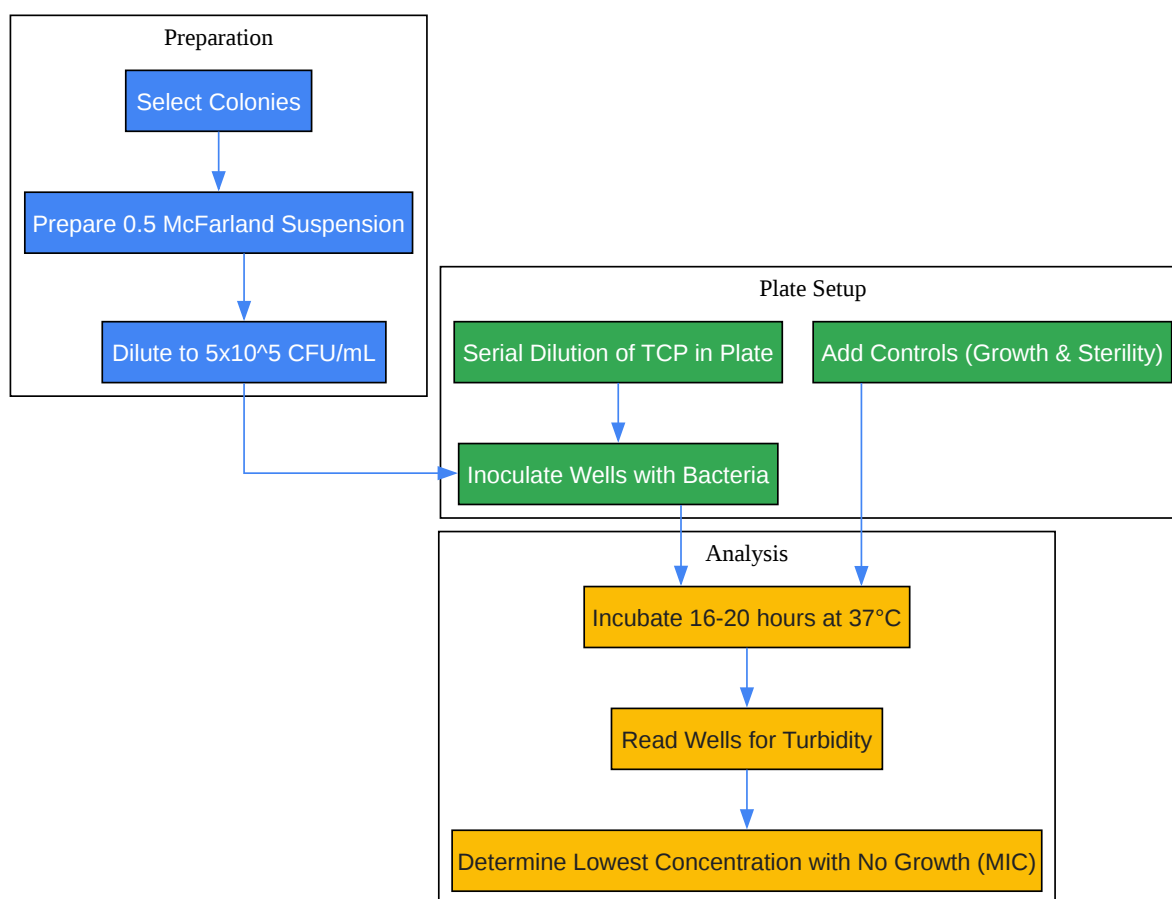 Preparation
Select Colonies
Prepare 0.5 McFarland Suspension
Dilute to 5x10^5 CFU/mL
Plate Setup
Serial Dilution of TCP in Plate
Add Controls (Growth & Sterility)
Inoculate Wells with Bacteria
Analysis
Incubate 16-20 hours at 37°C
Read Wells for Turbidity
Determine Lowest Concentration with No Growth (MIC)